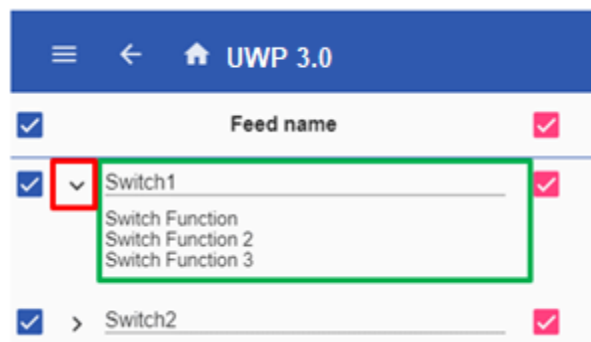 UWP 3.0
Feed name
Switch1
Switch Function
Switch Function 2
Switch Function 3
Switch2